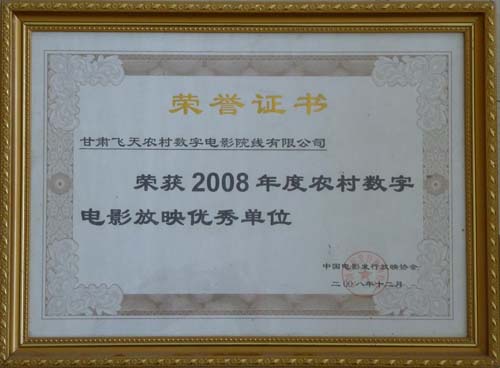 荣誉证书
甘肃飞天农村数字电影院线有限公司
荣获2008年度农村数字
电影放映优秀单位
中国电影发行放映协会
二00八年十二月